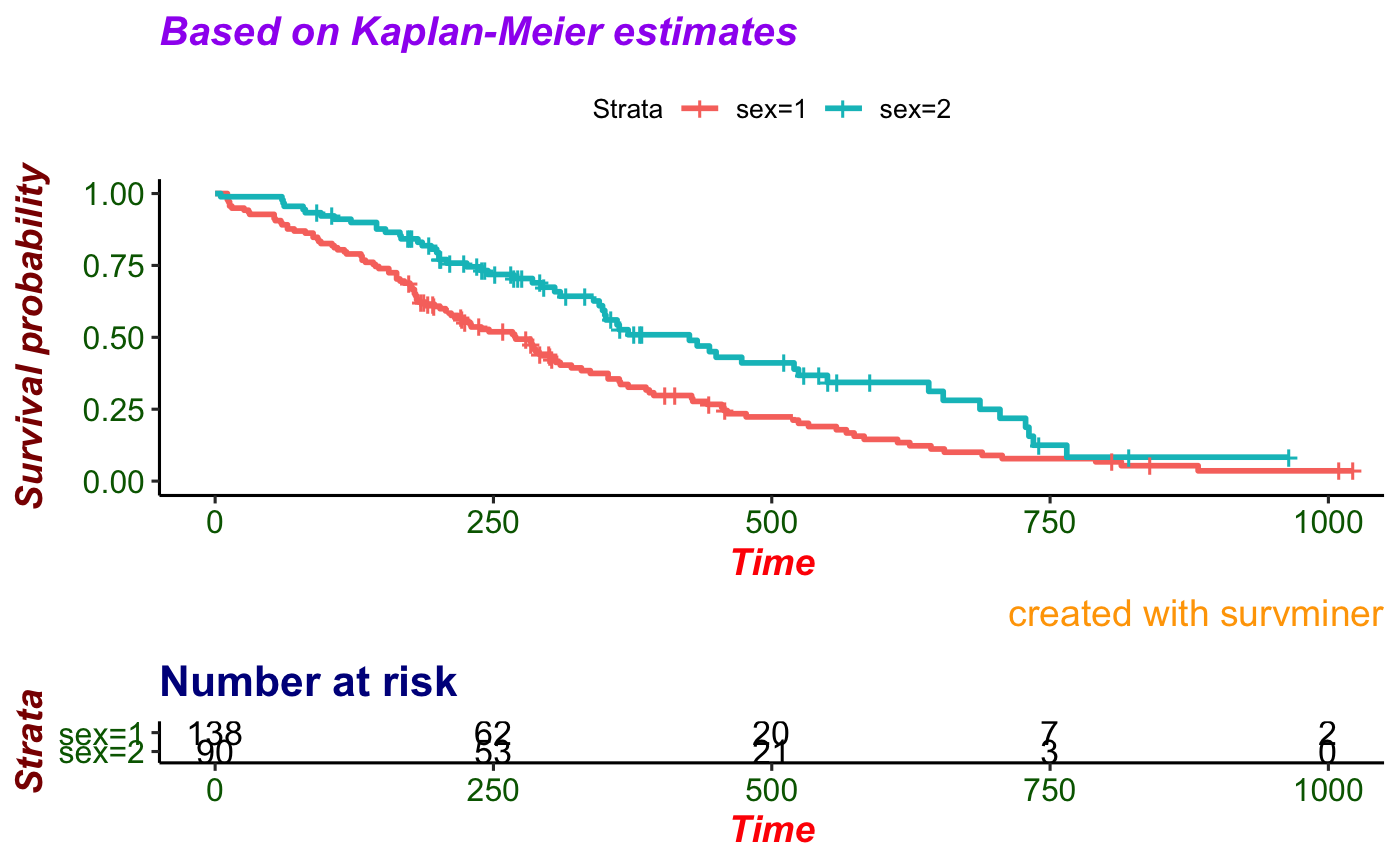 Based on Kaplan-Meier estimates
Strata sex=1 sex=2
Survival probability
1.00
0.75
0.50
0.25
0.00
0 250 500 750 1000
Time
created with survminer
Number at risk
Strata
sex=1 138 62 20 7 2
sex=2 90 53 21 3 0
0 250 500 750 1000
Time